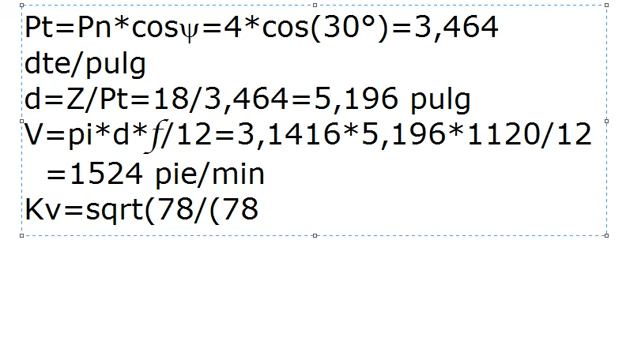 Pt=Pn*cosψ=4*cos(30°)=3,464
dte/pulg
d=Z/Pt=18/3,464=5,196 pulg
V=pi*d*f/12=3,1416*5,196*1120/12
=1524 pie/min
Kv=sqrt(78/(78